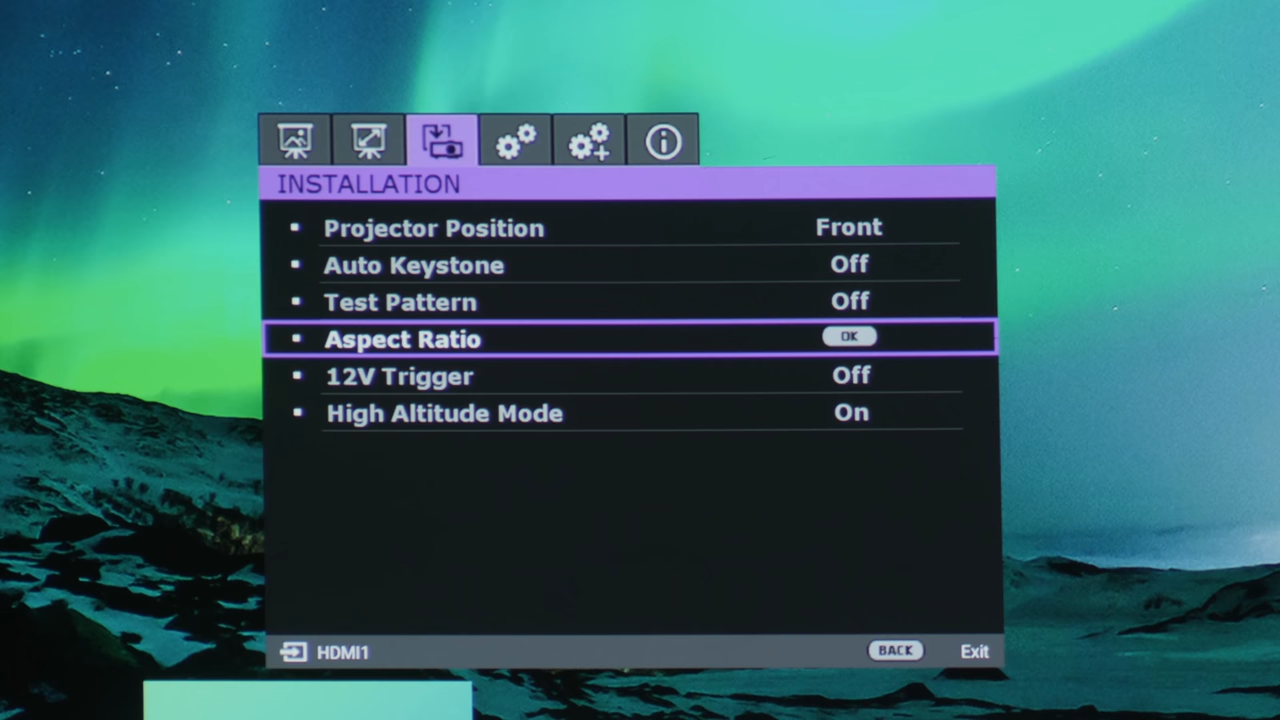 INSTALLATION
Projector Position Front
Auto Keystone Off
Test Pattern Off
Aspect Ratio OK
12V Trigger Off
High Altitude Mode On
HDMI1 BACK Exit